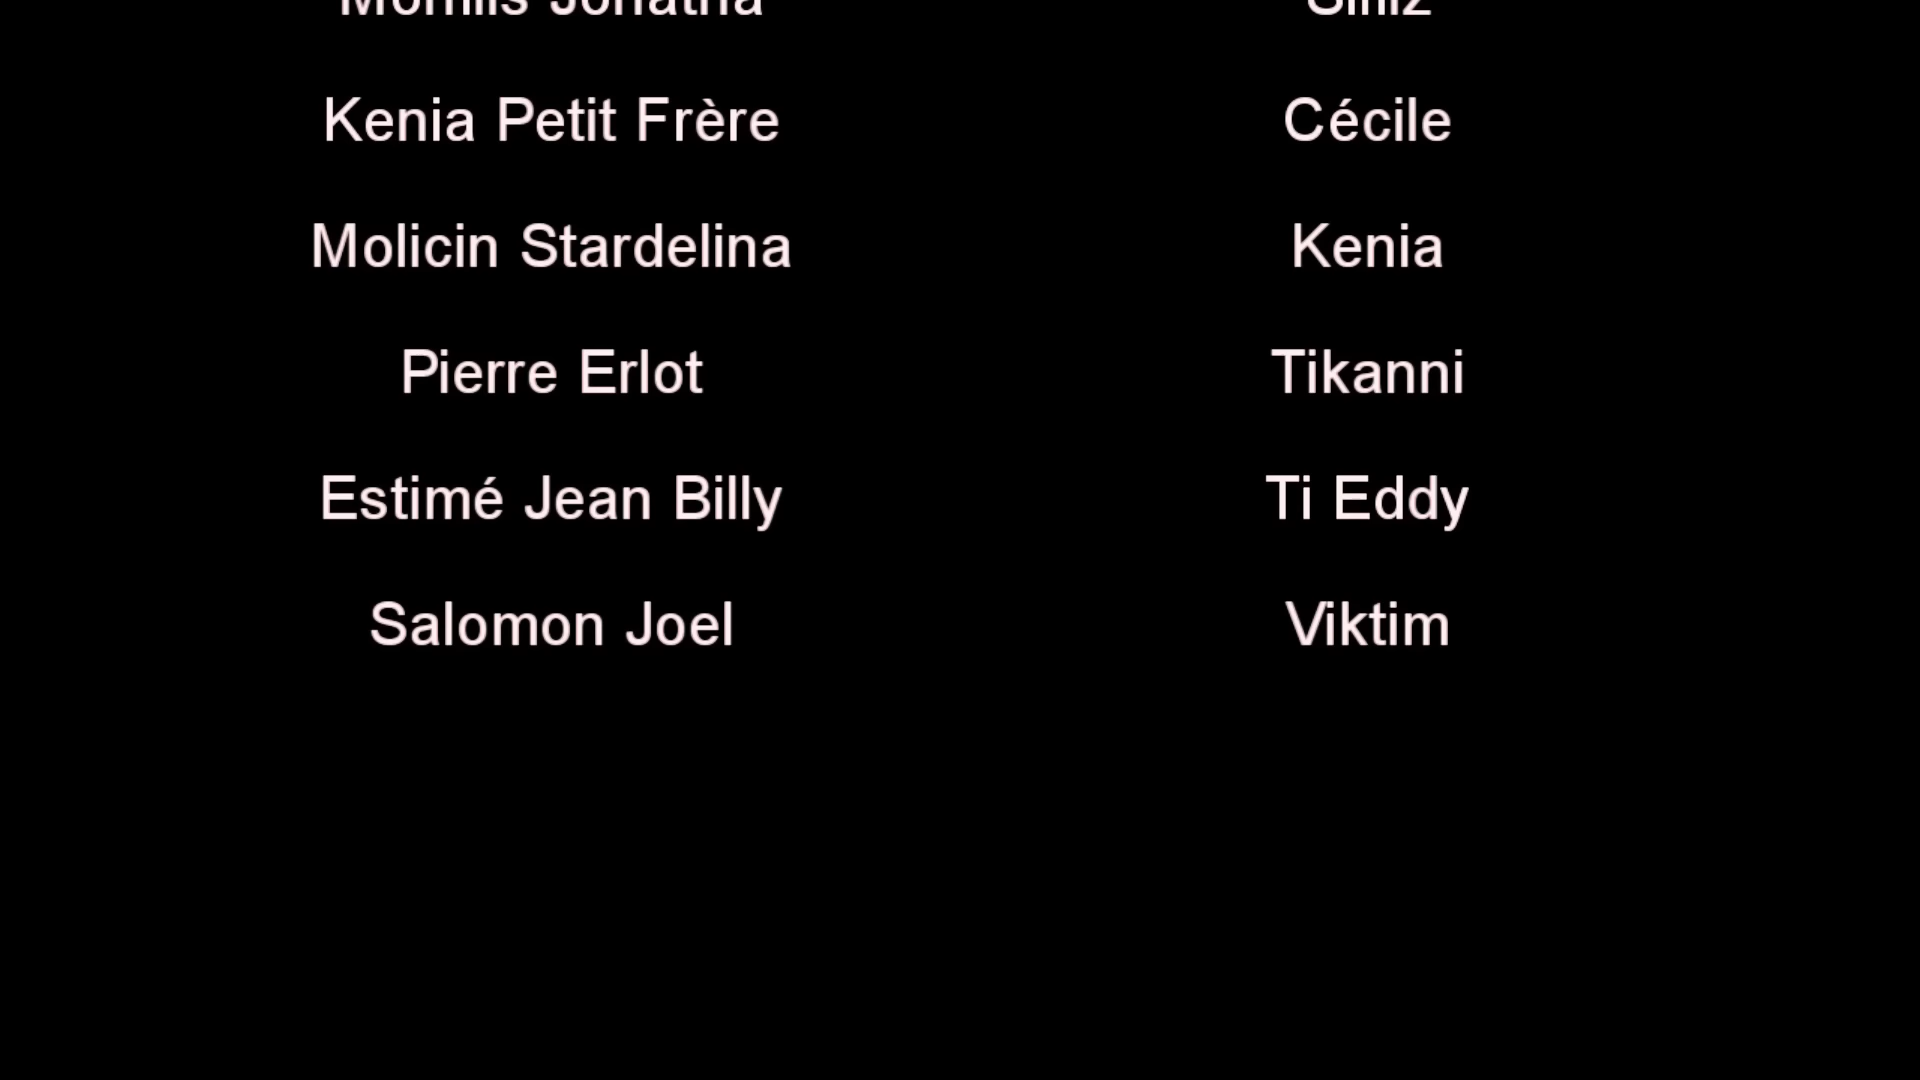 Kenia Petit Frère Cécile
Molicin Stardelina Kenia
Pierre Erlot Tikanni
Estimé Jean Billy Ti Eddy
Salomon Joel Viktim